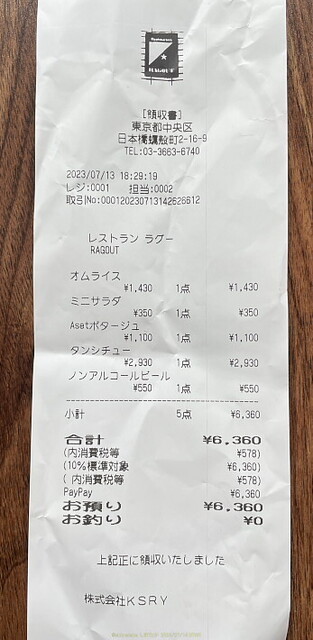 [領収書]
東京都中央区
日本橋蠣殻町2-16-9
TEL:03-3663-6740
2023/07/13 18:29:19
レジ:0001 担当:0002
取引No:000120230713142626612
レストラン ラグー
RAGOUT
オムライス
¥1,430 1点 ¥1,430
ミニサラダ
¥350 1点 ¥350
Asetポタージュ
¥1,100 1点 ¥1,100
タンシチュー
¥2,930 1点 ¥2,930
ノンアルコールビール
¥550 1点 ¥550
小計 5点 ¥6,360
合計 ¥6,360
(内消費税等 ¥578)
(10%標準対象 ¥6,360)
( 内消費税等 ¥578)
PayPay ¥6,360
お預り ¥6,360
お釣り ¥0
上記正に領収いたしました
株式会社KSRY